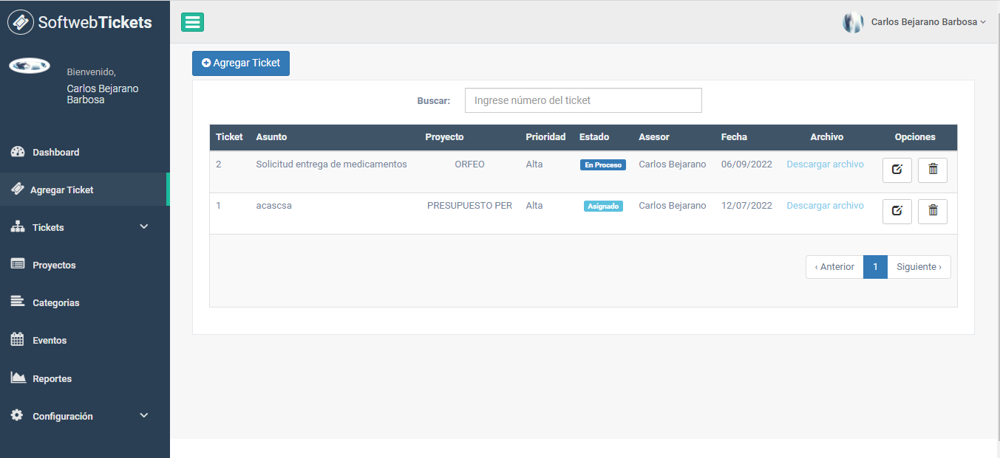 SoftwebTickets
Carlos Bejarano Barbosa
Bienvenido,
Carlos Bejarano
Barbosa
Dashboard
Agregar Ticket
Tickets
Proyectos
Categorias
Eventos
Reportes
Configuración
Agregar Ticket
Buscar: Ingrese número del ticket
Ticket Asunto Proyecto Prioridad Estado Asesor Fecha Archivo Opciones
2 Solicitud entrega de medicamentos ORFEO Alta En Proceso Carlos Bejarano 06/09/2022 Descargar archivo
1 acascsa PRESUPUESTO PER Alta Asignado Carlos Bejarano 12/07/2022 Descargar archivo
‹ Anterior 1 Siguiente ›